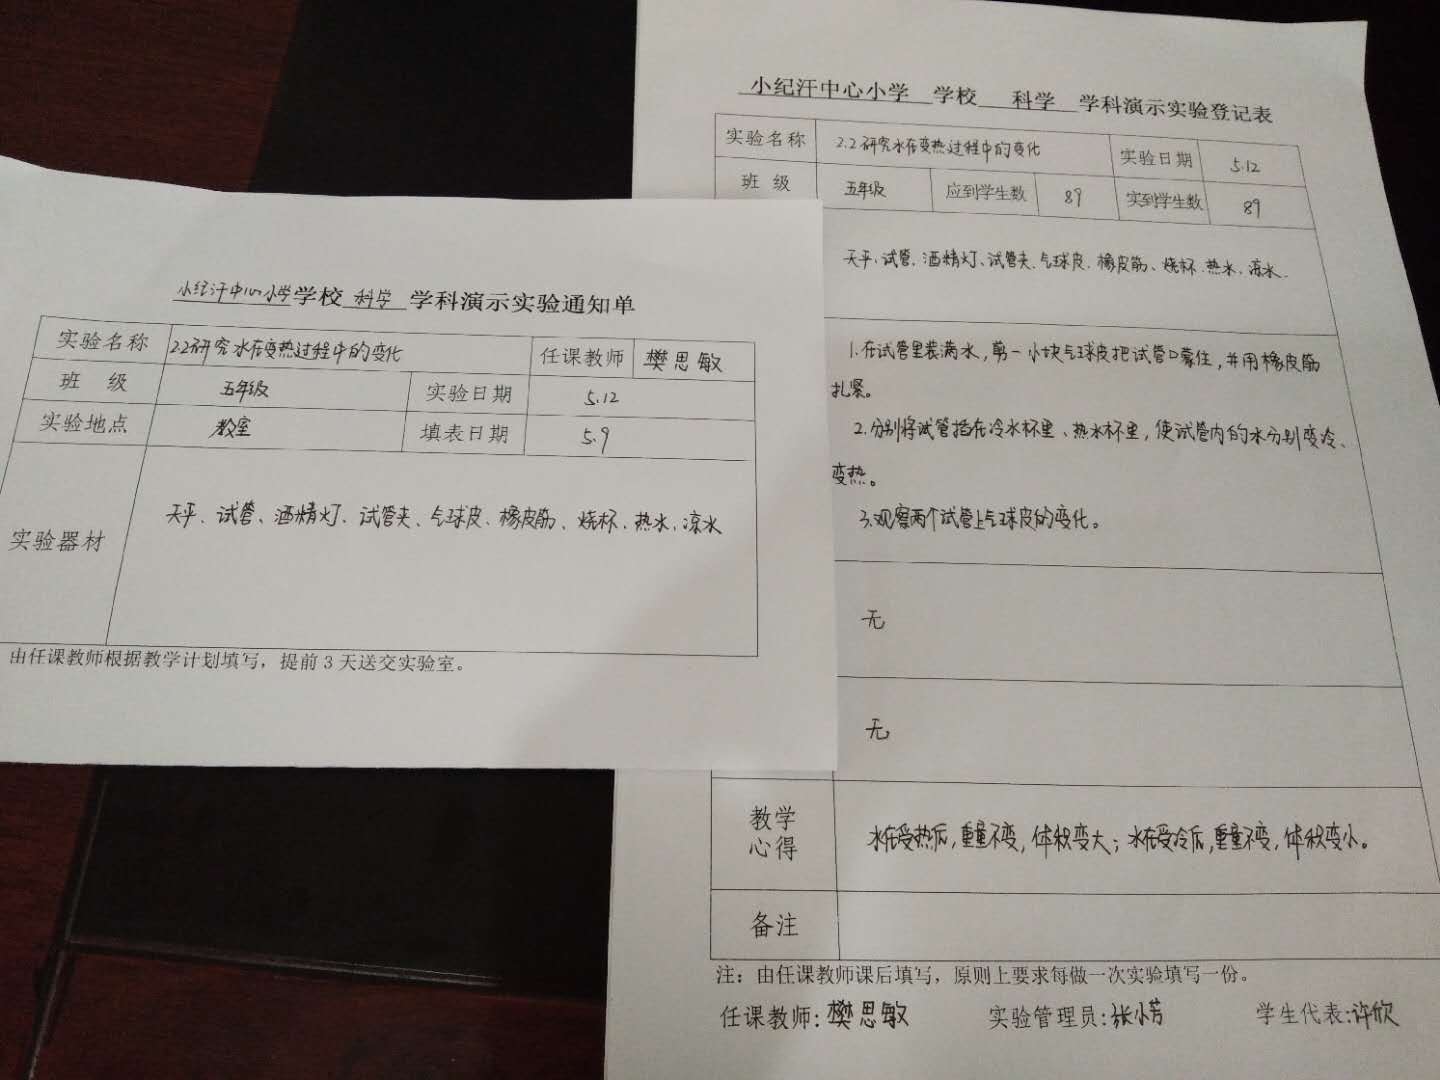 小纪汗中心小学 学校 科学 学科演示实验通知单
实验名称 2.2研究水在变热过程中的变化 任课教师 樊思敏
班 级 五年级 实验日期 5.12
实验地点 教室 填表日期 5.9
实验器材 天平、试管、酒精灯、试管夹、气球皮、橡皮筋、烧杯、热水、凉水
由任课教师根据教学计划填写，提前3天送交实验室。
小纪汗中心小学 学校 科学 学科演示实验登记表
实验名称 2.2研究水在变热过程中的变化 实验日期 5.12
班 级 五年级 应到学生数 89 实到学生数 89
天平、试管、酒精灯、试管夹、气球皮、橡皮筋、烧杯、热水、凉水
1.在试管里装满水，剪一小块气球皮把试管口蒙住，并用橡皮筋
扎紧。
2.分别将试管插在冷水杯里、热水杯里，使试管内的水分别变冷、
变热。
3.观察两个试管上气球皮的变化。
无
无
教学
心得
水在受热后，重量不变，体积变大；水在受冷后，重量不变，体积变小。
备注
注：由任课教师课后填写，原则上要求每做一次实验填写一份。
任课教师：樊思敏 实验管理员：张小芳 学生代表：许欣